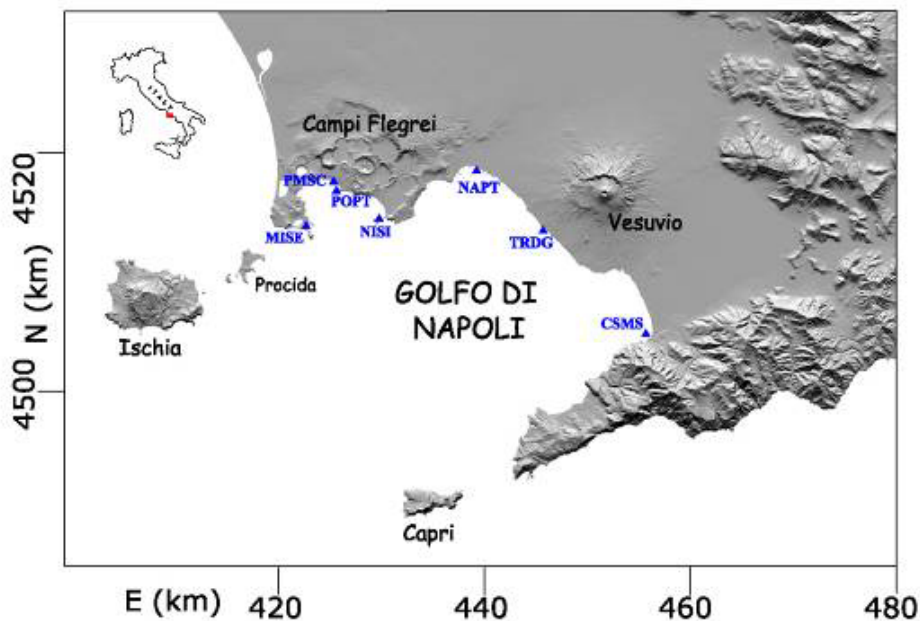 ITALY
Campi Flegrei
4520
PMSC
POPT
NAPT
MISE
NISI
TRDG
Vesuvio
Procida
GOLFO DI
NAPOLI
CSMS
Ischia
N (km)
4500
Capri
E (km)
420
440
460
480